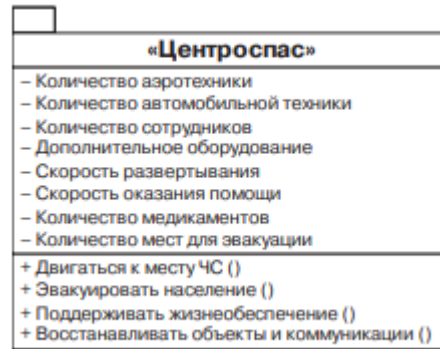 «Центроспас»
– Количество аэротехники
– Количество автомобильной техники
– Количество сотрудников
– Дополнительное оборудование
– Скорость развертывания
– Скорость оказания помощи
– Количество медикаментов
– Количество мест для эвакуации
+ Двигаться к месту ЧС ()
+ Эвакуировать население ()
+ Поддерживать жизнеобеспечение ()
+ Восстанавливать объекты и коммуникации ()